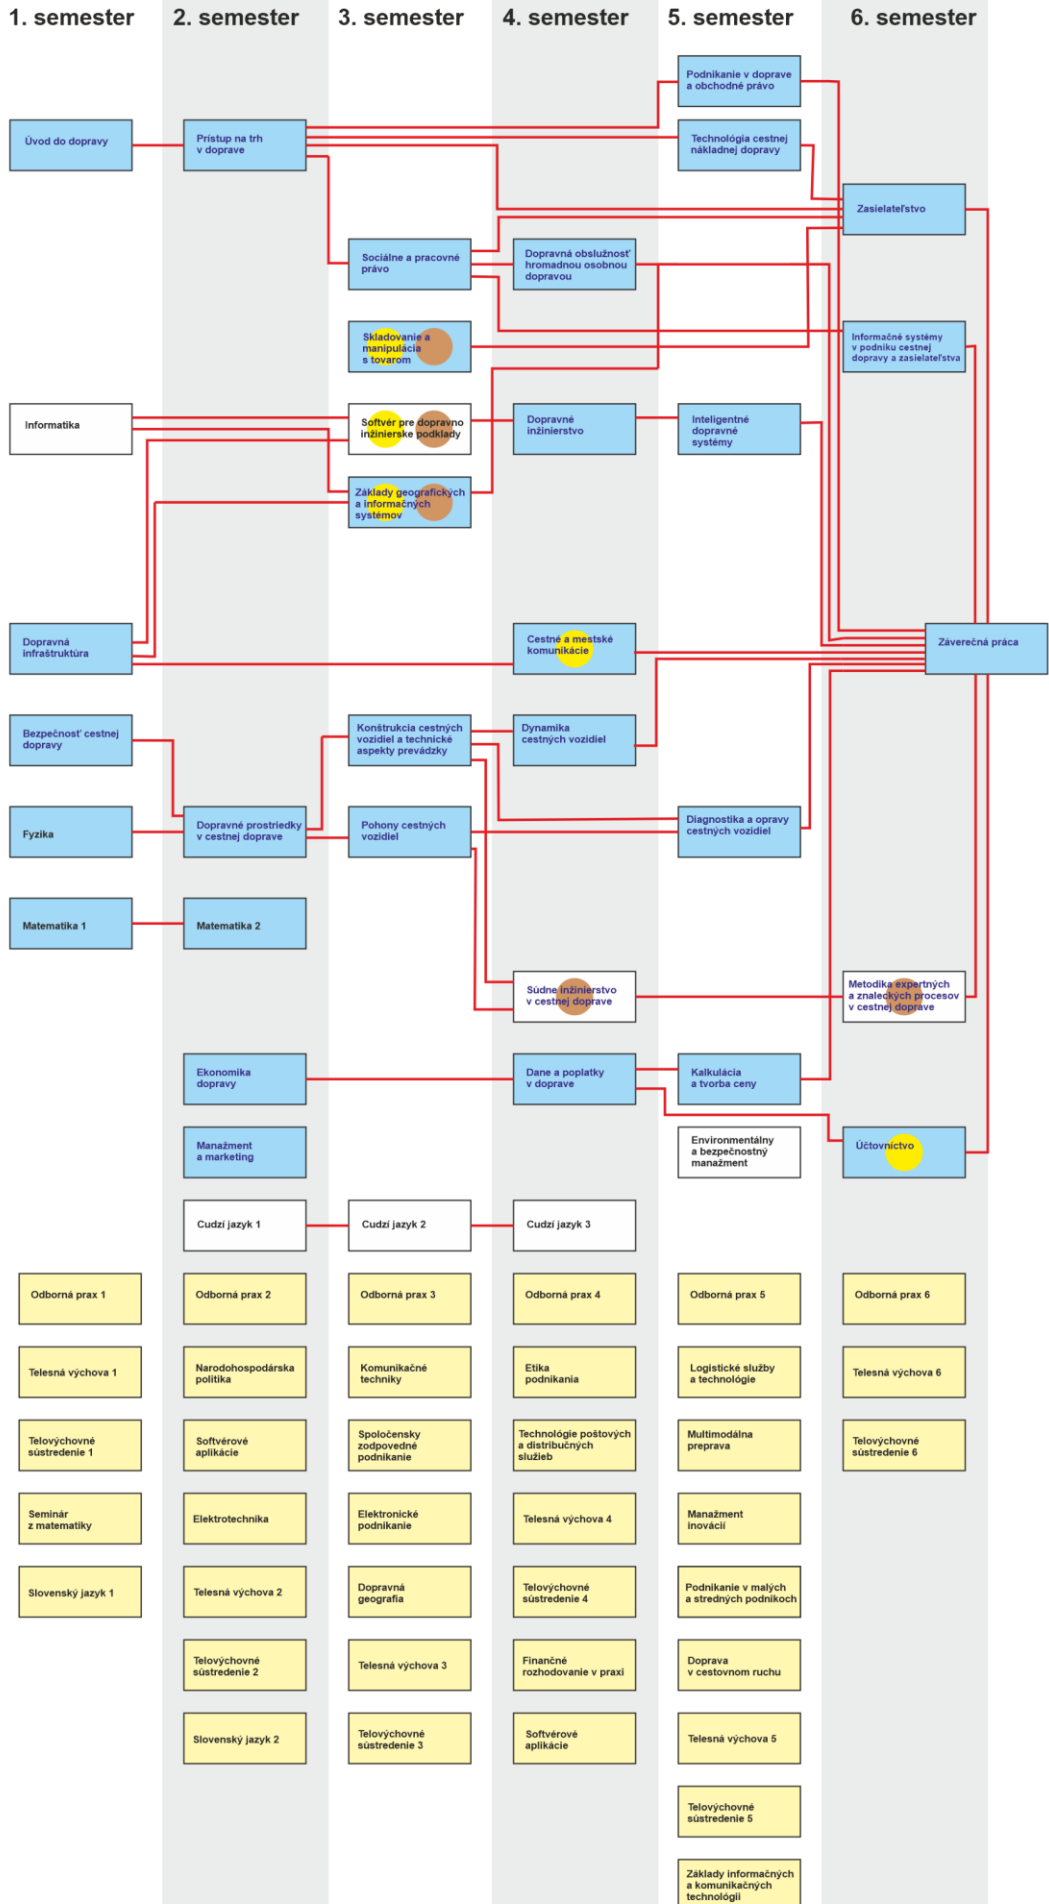 1. semester
2. semester
3. semester
4. semester
5. semester
6. semester
Podnikanie v doprave
a obchodné právo
Úvod do dopravy
Prístup na trh
v doprave
Technológia cestnej
nákladnej dopravy
Zasielateľstvo
Sociálne a pracovné
právo
Dopravná obslužnosť
hromadnou osobnou
dopravou
Skladovanie a
manipulácia
s tovarom
Informačné systémy
v podniku cestnej
dopravy a zasielateľstva
Informatika
Softvér pre dopravno
inžinierske podklady
Dopravné
inžinierstvo
Inteligentné
dopravné
systémy
Základy geografických
a informačných
systémov
Dopravná
infraštruktúra
Cestné a mestské
komunikácie
Záverečná práca
Bezpečnosť cestnej
dopravy
Konštrukcia cestných
vozidiel a technické
aspekty prevádzky
Dynamika
cestných vozidiel
Fyzika
Dopravné prostriedky
v cestnej doprave
Pohony cestných
vozidiel
Diagnostika a opravy
cestných vozidiel
Matematika 1
Matematika 2
Súdne inžinierstvo
v cestnej doprave
Metodika expertných
a znaleckých procesov
v cestnej doprave
Ekonomika
dopravy
Dane a poplatky
v doprave
Kalkulácia
a tvorba ceny
Manažment
a marketing
Environmentálny
a bezpečnostný
manažment
Účtovníctvo
Cudzí jazyk 1
Cudzí jazyk 2
Cudzí jazyk 3
Odborná prax 1
Odborná prax 2
Odborná prax 3
Odborná prax 4
Odborná prax 5
Odborná prax 6
Telesná výchova 1
Narodohospodárska
politika
Komunikačné
techniky
Etika
podnikania
Logistické služby
a technológie
Telesná výchova 6
Telovýchovné
sústredenie 1
Softvérové
aplikácie
Spoločensky
zodpovedné
podnikanie
Technológie poštových
a distribučných
služieb
Multimodálna
preprava
Telovýchovné
sústredenie 6
Seminár
z matematiky
Elektrotechnika
Elektronické
podnikanie
Telesná výchova 4
Manažment
inovácií
Slovenský jazyk 1
Telesná výchova 2
Dopravná
geografia
Telovýchovné
sústredenie 4
Podnikanie v malých
a stredných podnikoch
Telovýchovné
sústredenie 2
Telesná výchova 3
Finančné
rozhodovanie v praxi
Doprava
v cestovnom ruchu
Slovenský jazyk 2
Telovýchovné
sústredenie 3
Softvérové
aplikácie
Telesná výchova 5
Telovýchovné
sústredenie 5
Základy informačných
a komunikačných
technológií